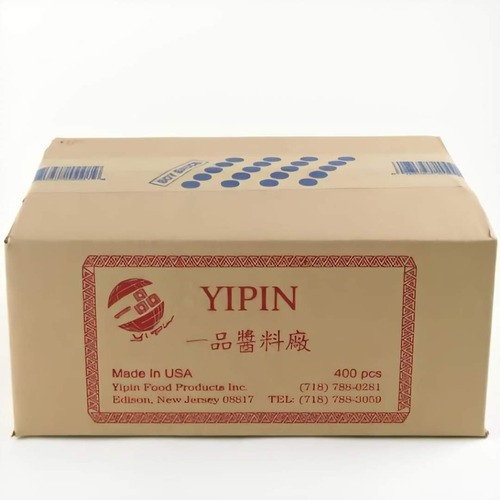 YIPIN
一品醬料廠
Made In USA 400 pcs
Yipin Food Products Inc. (718) 788-0281
Edison, New Jersey 08817 TEL: (718) 788-3059